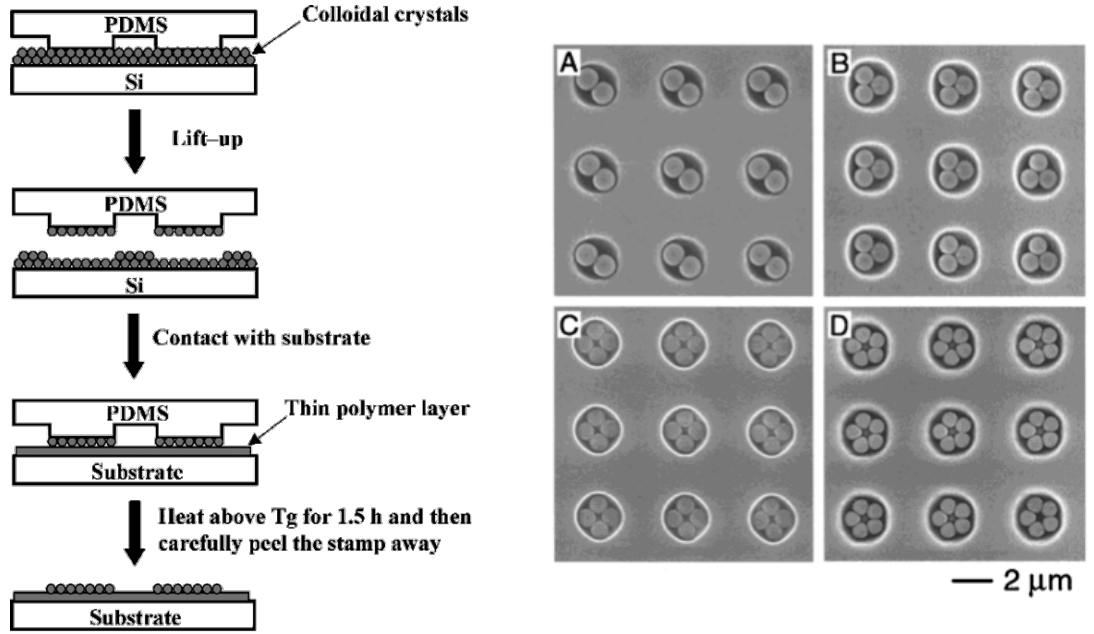 PDMS
Colloidal crystals
Si
Lift–up
PDMS
Si
Contact with substrate
PDMS
Thin polymer layer
Substrate
Heat above Tg for 1.5 h and then
carefully peel the stamp away
Substrate
A
B
C
D
2 μm